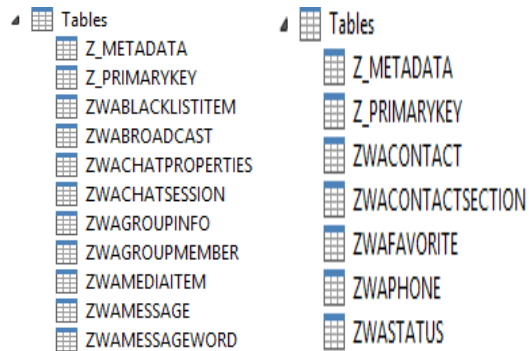 Tables
Z_METADATA
Z_PRIMARYKEY
ZWABLACKLISTITEM
ZWABROADCAST
ZWACHATPROPERTIES
ZWACHATSESSION
ZWAGROUPINFO
ZWAGROUPMEMBER
ZWAMEDIAITEM
ZWAMESSAGE
ZWAMESSAGEWORD
Tables
Z_METADATA
Z_PRIMARYKEY
ZWACONTACT
ZWACONTACTSECTION
ZWAFAVORITE
ZWAPHONE
ZWASTATUS